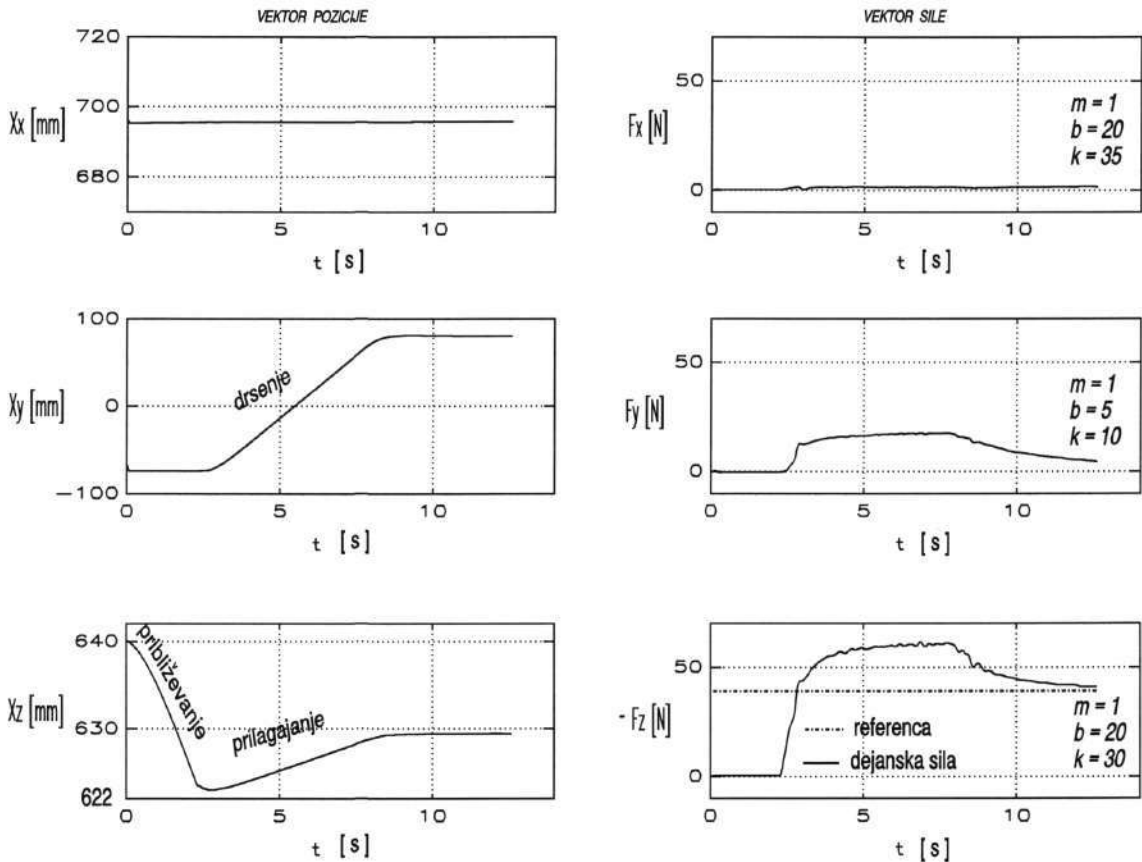 VEKTOR POZICIJE
720
700
680
Xx [mm]
0 5 10
t [s]
100
0
-100
Xy [mm]
drsenje
0 5 10
t [s]
640
630
622
Xz [mm]
približevanje
prilagajanje
0 5 10
t [s]
VEKTOR SILE
50
0
Fx [N]
m = 1
b = 20
k = 35
0 5 10
t [s]
50
0
Fy [N]
m = 1
b = 5
k = 10
0 5 10
t [s]
50
0
- Fz [N]
referenca
dejanska sila
m = 1
b = 20
k = 30
0 5 10
t [s]